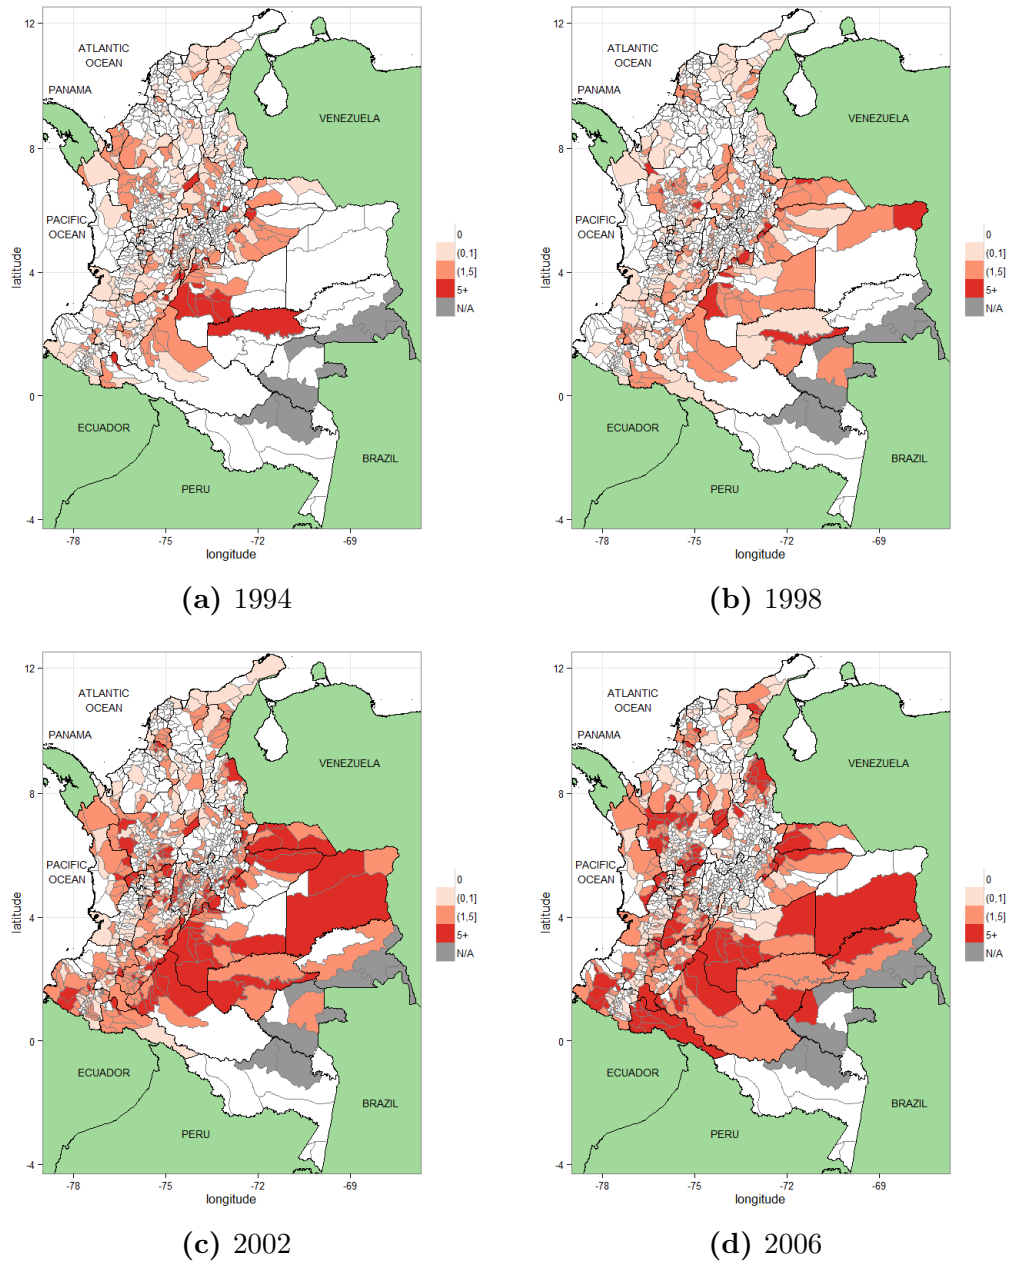 12
8
4
0
-4
latitude
-78
-75
-72
-69
longitude
ATLANTIC
OCEAN
PANAMA
VENEZUELA
PACIFIC
OCEAN
ECUADOR
PERU
BRAZIL
0
(0,1]
(1,5]
5+
N/A
(a) 1994
12
8
4
0
-4
latitude
-78
-75
-72
-69
longitude
ATLANTIC
OCEAN
PANAMA
VENEZUELA
PACIFIC
OCEAN
ECUADOR
PERU
BRAZIL
0
(0,1]
(1,5]
5+
N/A
(b) 1998
12
8
4
0
-4
latitude
-78
-75
-72
-69
longitude
ATLANTIC
OCEAN
PANAMA
VENEZUELA
PACIFIC
OCEAN
ECUADOR
PERU
BRAZIL
0
(0,1]
(1,5]
5+
N/A
(c) 2002
12
8
4
0
-4
latitude
-78
-75
-72
-69
longitude
ATLANTIC
OCEAN
PANAMA
VENEZUELA
PACIFIC
OCEAN
ECUADOR
PERU
BRAZIL
0
(0,1]
(1,5]
5+
N/A
(d) 2006